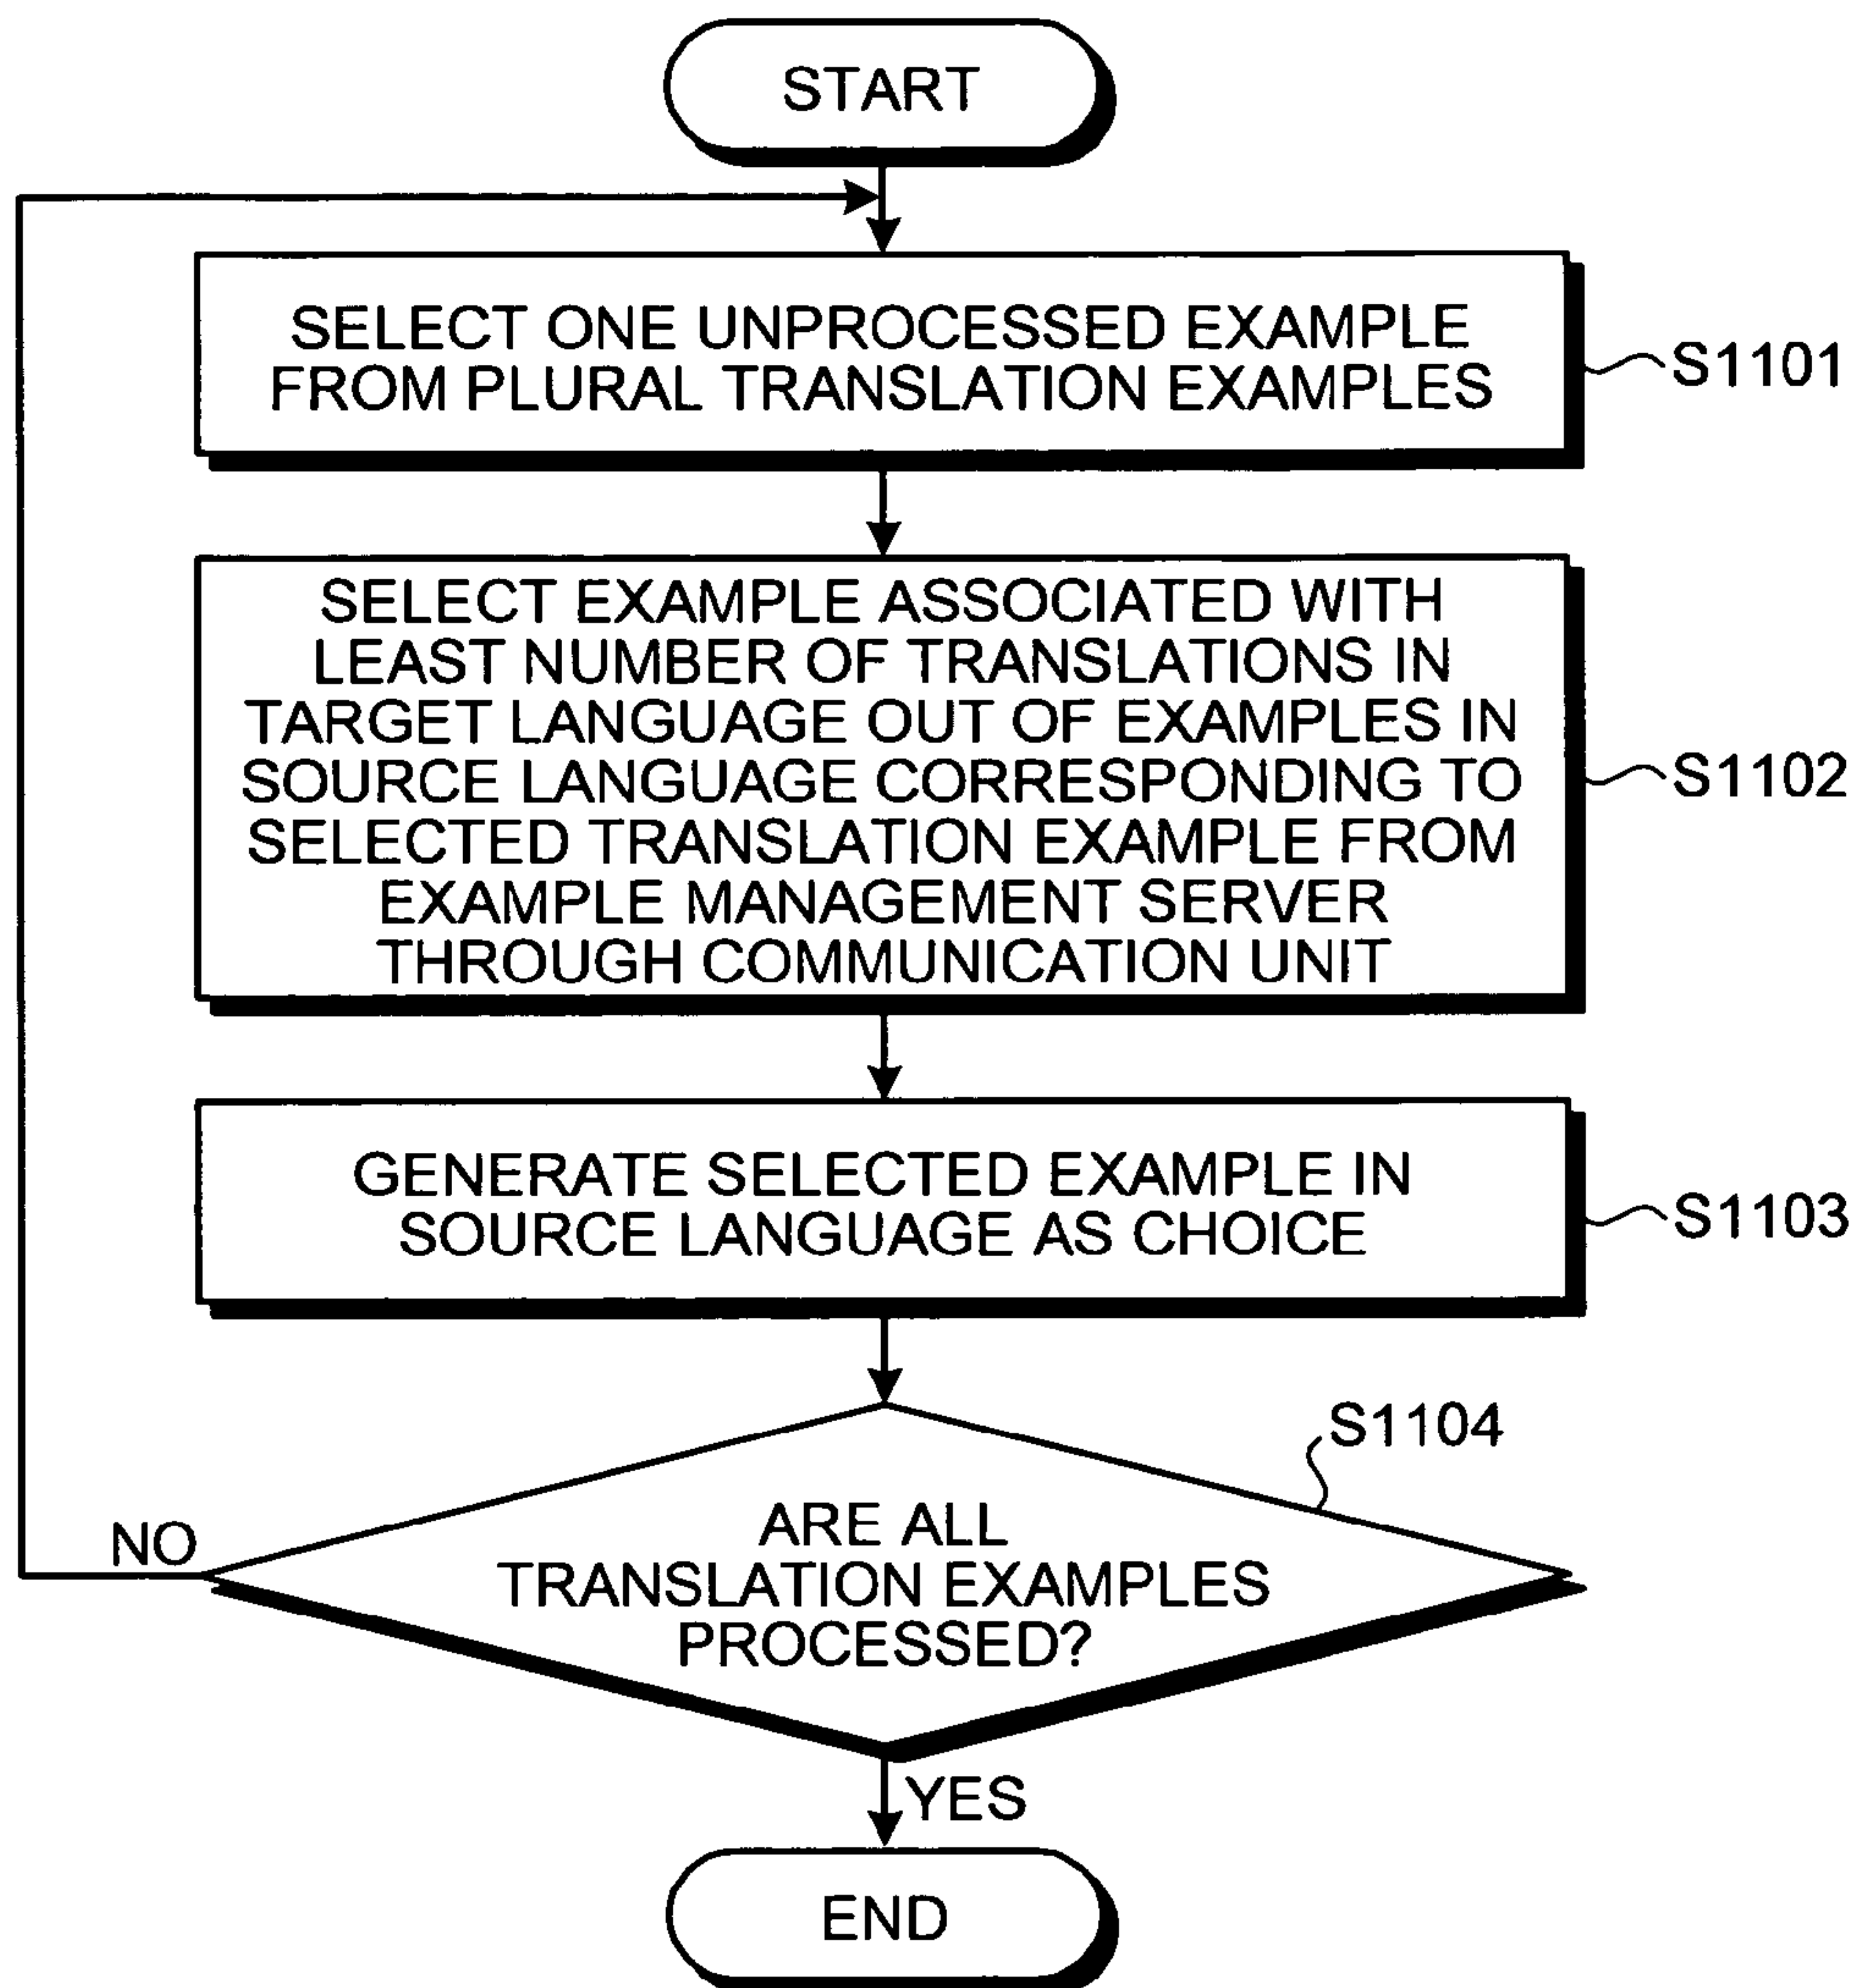 START
SELECT ONE UNPROCESSED EXAMPLE
FROM PLURAL TRANSLATION EXAMPLES
S1101
SELECT EXAMPLE ASSOCIATED WITH
LEAST NUMBER OF TRANSLATIONS IN
TARGET LANGUAGE OUT OF EXAMPLES IN
SOURCE LANGUAGE CORRESPONDING TO
SELECTED TRANSLATION EXAMPLE FROM
EXAMPLE MANAGEMENT SERVER
THROUGH COMMUNICATION UNIT
S1102
GENERATE SELECTED EXAMPLE IN
SOURCE LANGUAGE AS CHOICE
S1103
S1104
ARE ALL
TRANSLATION EXAMPLES
PROCESSED?
NO
YES
END